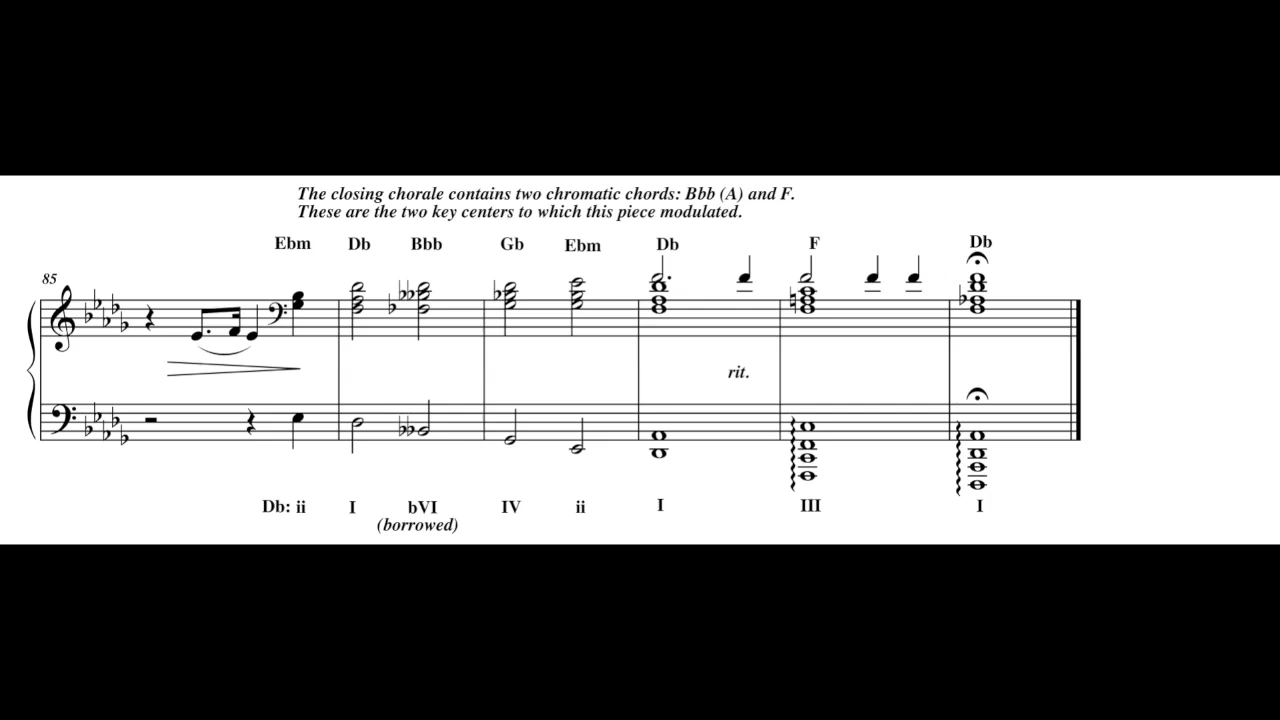 The closing chorale contains two chromatic chords: Bbb (A) and F.
These are the two key centers to which this piece modulated.
Ebm Db Bbb Gb Ebm Db F Db
85
rit.
Db: ii I bVI IV ii I III I
(borrowed)